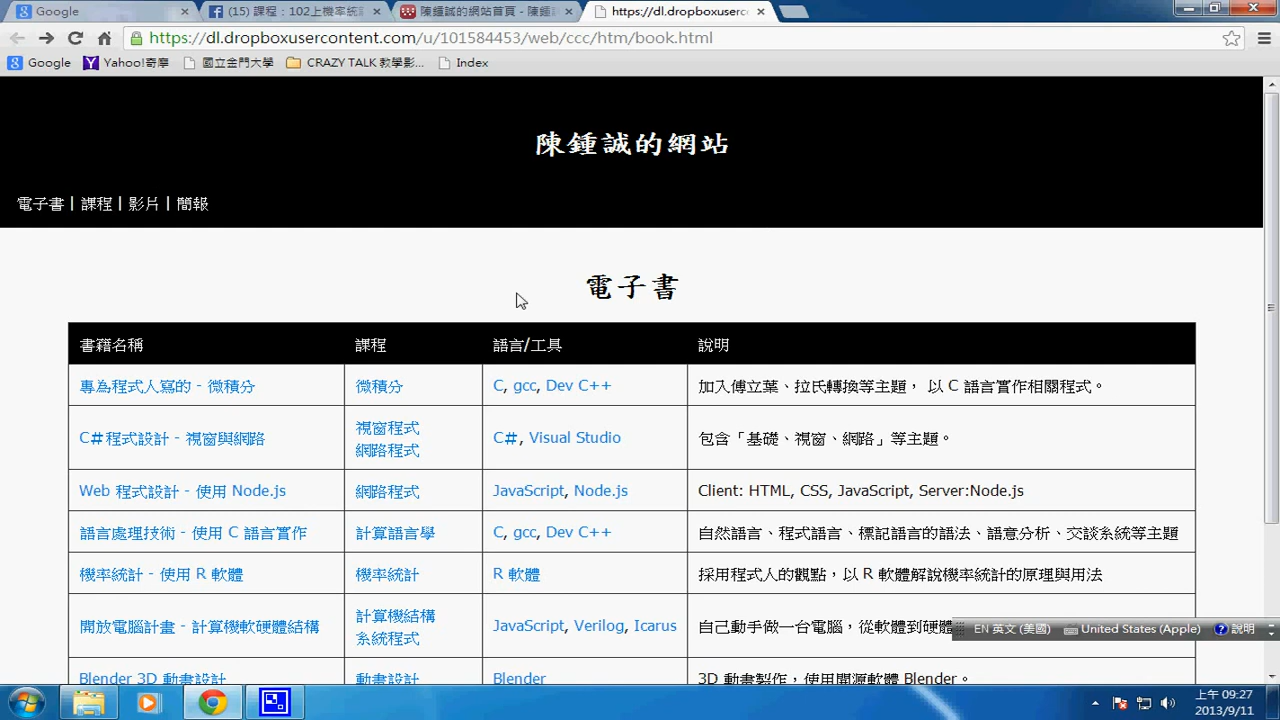 Google
(15) 課程：102上機率統計
陳鍾誠的網站首頁 - 陳鍾誠
https://dl.dropboxuserc
https://dl.dropboxusercontent.com/u/101584453/web/ccc/htm/book.html
Google Yahoo!奇摩 國立金門大學 CRAZY TALK 教學影... Index
陳鍾誠的網站
電子書 | 課程 | 影片 | 簡報
電子書
書籍名稱 課程 語言/工具 說明
專為程式人寫的 - 微積分 微積分 C, gcc, Dev C++ 加入傅立葉、拉氏轉換等主題， 以 C 語言實作相關程式。
C#程式設計 - 視窗與網路 視窗程式 C#, Visual Studio 包含「基礎、視窗、網路」等主題。
網路程式
Web 程式設計 - 使用 Node.js 網路程式 JavaScript, Node.js Client: HTML, CSS, JavaScript, Server:Node.js
語言處理技術 - 使用 C 語言實作 計算語言學 C, gcc, Dev C++ 自然語言、程式語言、標記語言的語法、語意分析、交談系統等主題
機率統計 - 使用 R 軟體 機率統計 R 軟體 採用程式人的觀點，以 R 軟體解說機率統計的原理與用法
開放電腦計畫 - 計算機軟硬體結構 計算機結構 JavaScript, Verilog, Icarus 自己動手做一台電腦，從軟體到硬體
系統程式
EN 英文 (美國) United States (Apple) 說明
Blender 3D 動畫設計 動畫設計 Blender 3D 動畫製作，使用開源軟體 Blender。
上午 09:27
2013/9/11